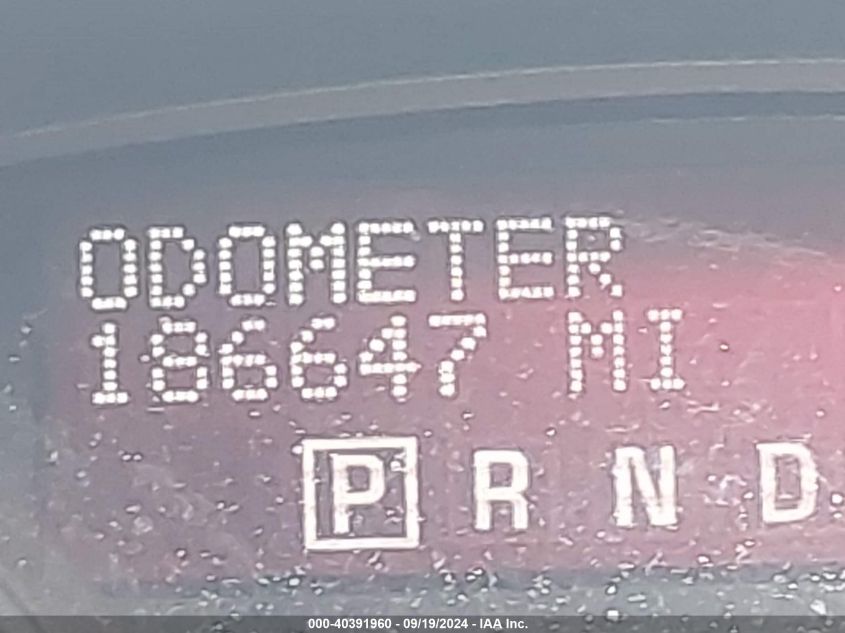 ODOMETER
186647 MI
P R N D
000-40391960 - 09/19/2024 - IAA Inc.